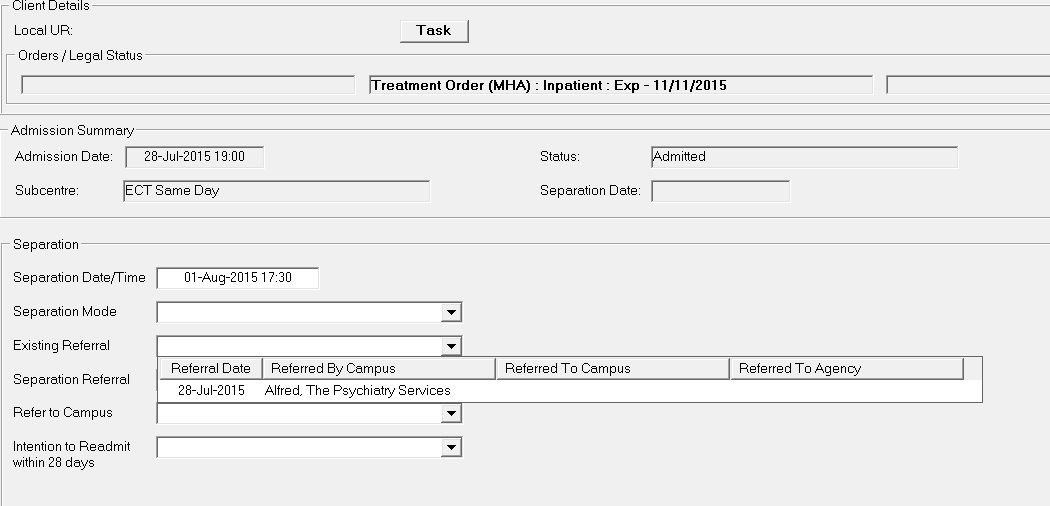 Client Details
Local UR: Task
Orders / Legal Status
Treatment Order (MHA) : Inpatient : Exp - 11/11/2015
Admission Summary
Admission Date: 28-Jul-2015 19:00 Status: Admitted
Subcentre: ECT Same Day Separation Date:
Separation
Separation Date/Time 01-Aug-2015 17:30
Separation Mode
Existing Referral
Referral Date Referred By Campus Referred To Campus Referred To Agency
Separation Referral
28-Jul-2015 Alfred, The Psychiatry Services
Refer to Campus
Intention to Readmit
within 28 days